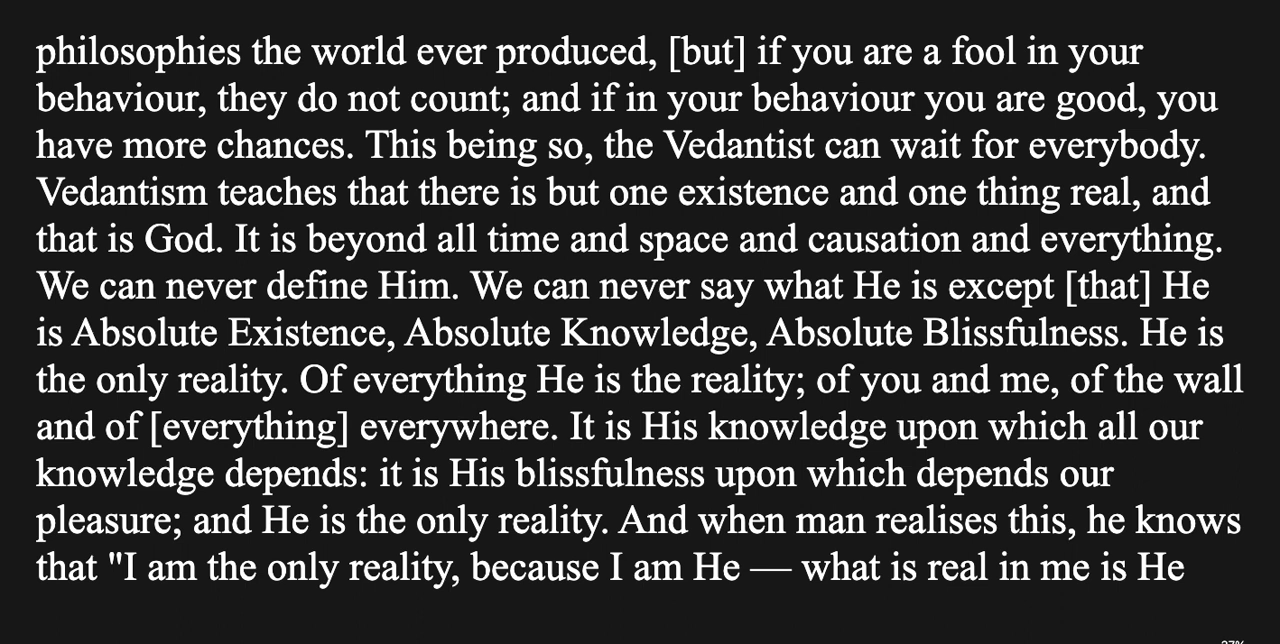 philosophies the world ever produced, [but] if you are a fool in your
behaviour, they do not count; and if in your behaviour you are good, you
have more chances. This being so, the Vedantist can wait for everybody.
Vedantism teaches that there is but one existence and one thing real, and
that is God. It is beyond all time and space and causation and everything.
We can never define Him. We can never say what He is except [that] He
is Absolute Existence, Absolute Knowledge, Absolute Blissfulness. He is
the only reality. Of everything He is the reality; of you and me, of the wall
and of [everything] everywhere. It is His knowledge upon which all our
knowledge depends: it is His blissfulness upon which depends our
pleasure; and He is the only reality. And when man realises this, he knows
that "I am the only reality, because I am He — what is real in me is He